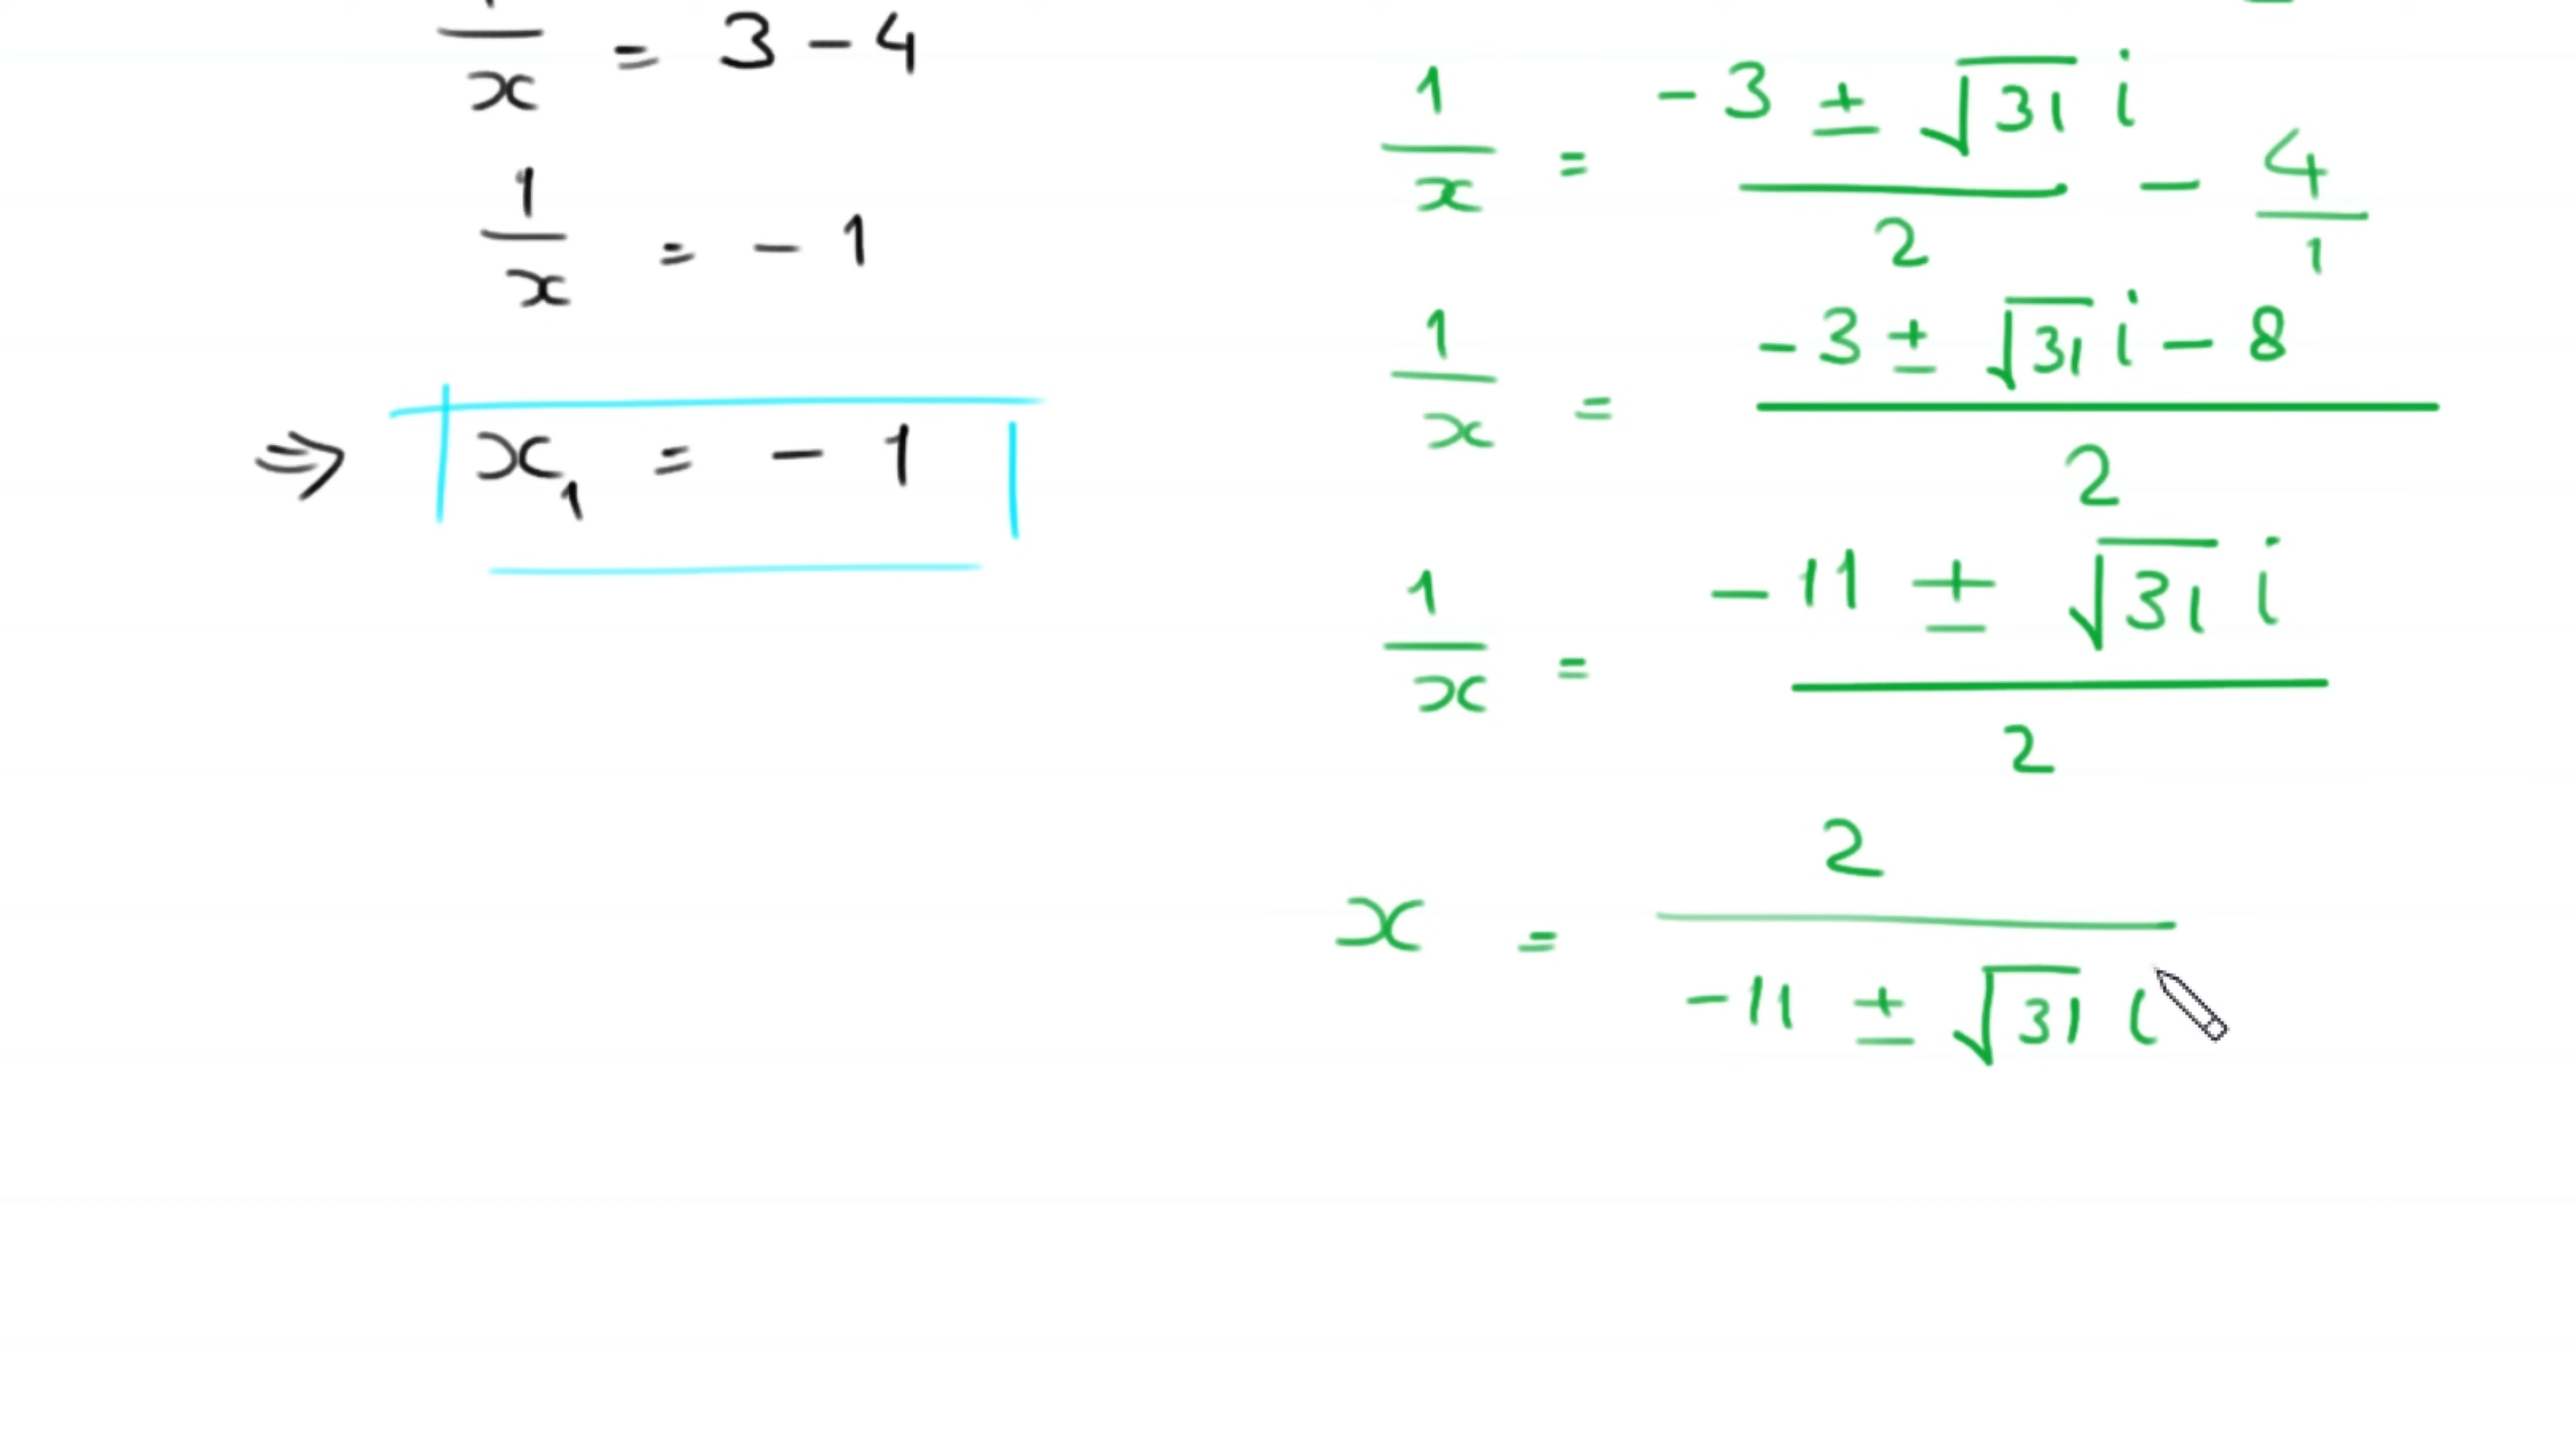 1/x = 3 - 4
1/x = - 1
⇒ x₁ = - 1
1/x = (- 3 ± √31 i)/2 - 4/1
1/x = (- 3 ± √31 i - 8)/2
1/x = (- 11 ± √31 i)/2
x = 2/(- 11 ± √31 i)